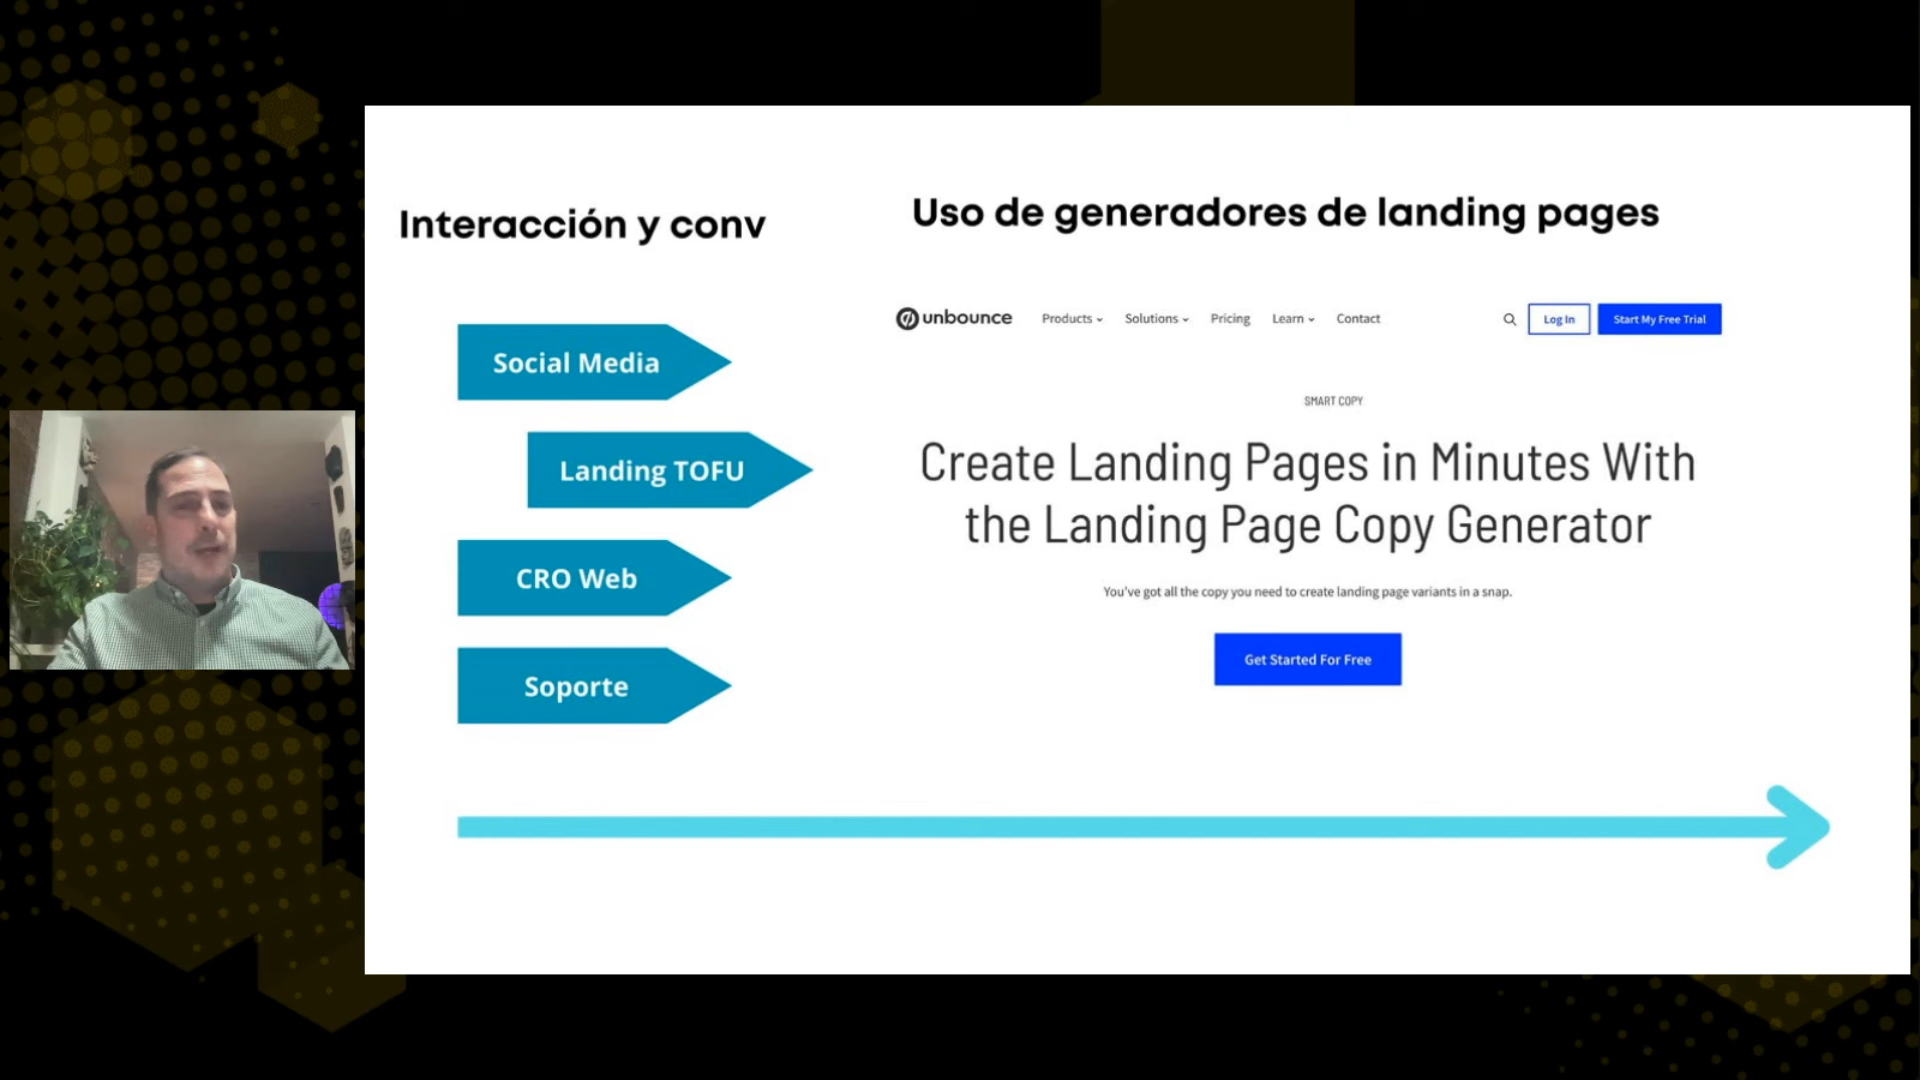 Interacción y conv
Social Media
Landing TOFU
CRO Web
Soporte
Uso de generadores de landing pages
unbounce Products Solutions Pricing Learn Contact Log In Start My Free Trial
SMART COPY
Create Landing Pages in Minutes With
the Landing Page Copy Generator
You've got all the copy you need to create landing page variants in a snap.
Get Started For Free